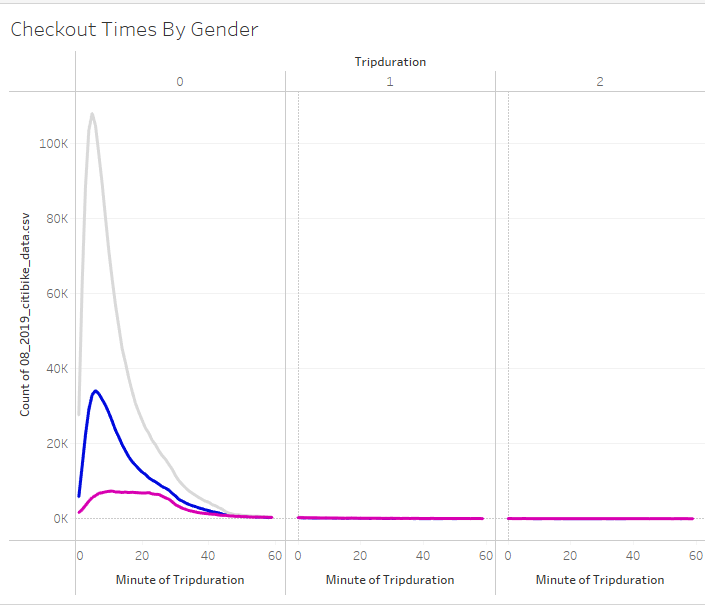 Checkout Times By Gender
Tripduration
0 1 2
100K
80K
60K
40K
20K
0K
Count of 08_2019_citibike_data.csv
0 20 40 60 0 20 40 60 0 20 40 60
Minute of Tripduration Minute of Tripduration Minute of Tripduration